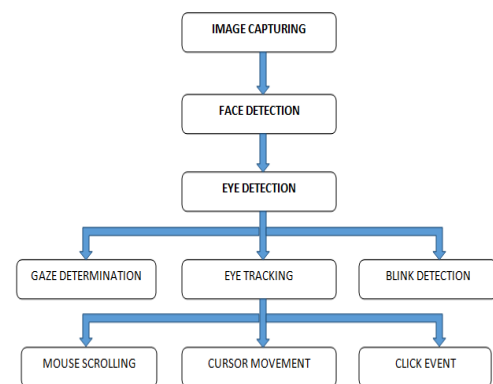 IMAGE CAPTURING
FACE DETECTION
EYE DETECTION
GAZE DETERMINATION
EYE TRACKING
BLINK DETECTION
MOUSE SCROLLING
CURSOR MOVEMENT
CLICK EVENT